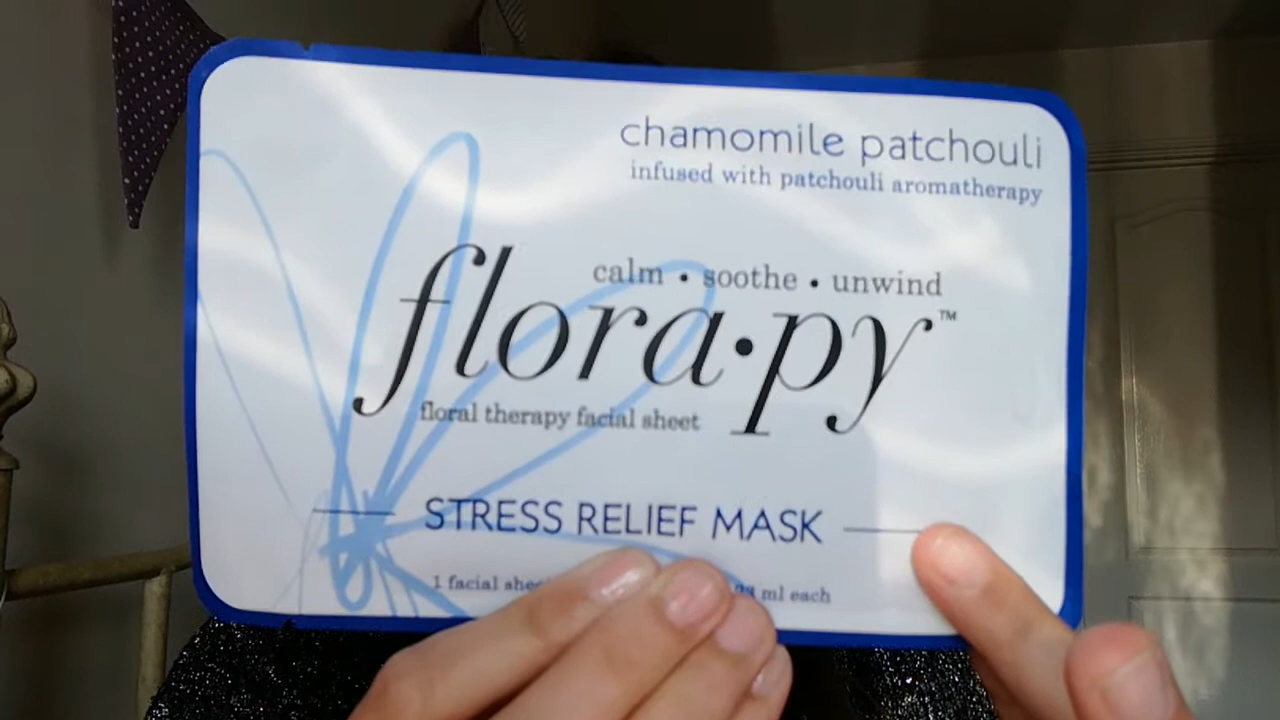 chamomile patchouli
infused with patchouli aromatherapy
calm • soothe • unwind
flora•py™
floral therapy facial sheet
STRESS RELIEF MASK
1 facial ml each